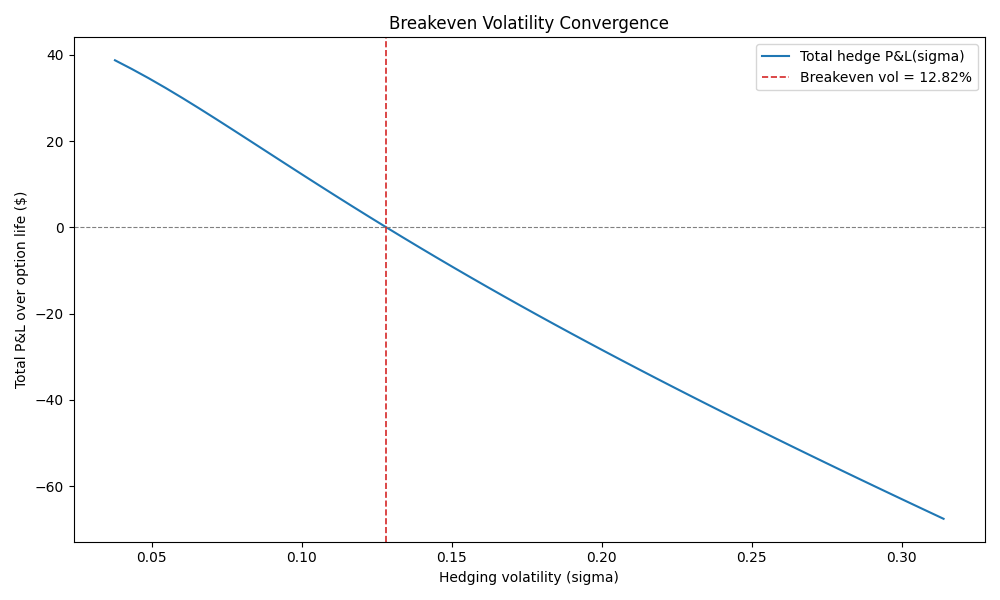 Breakeven Volatility Convergence
Total hedge P&L(sigma)
Breakeven vol = 12.82%
Total P&L over option life ($)
40
20
0
−20
−40
−60
0.05
0.10
0.15
0.20
0.25
0.30
Hedging volatility (sigma)